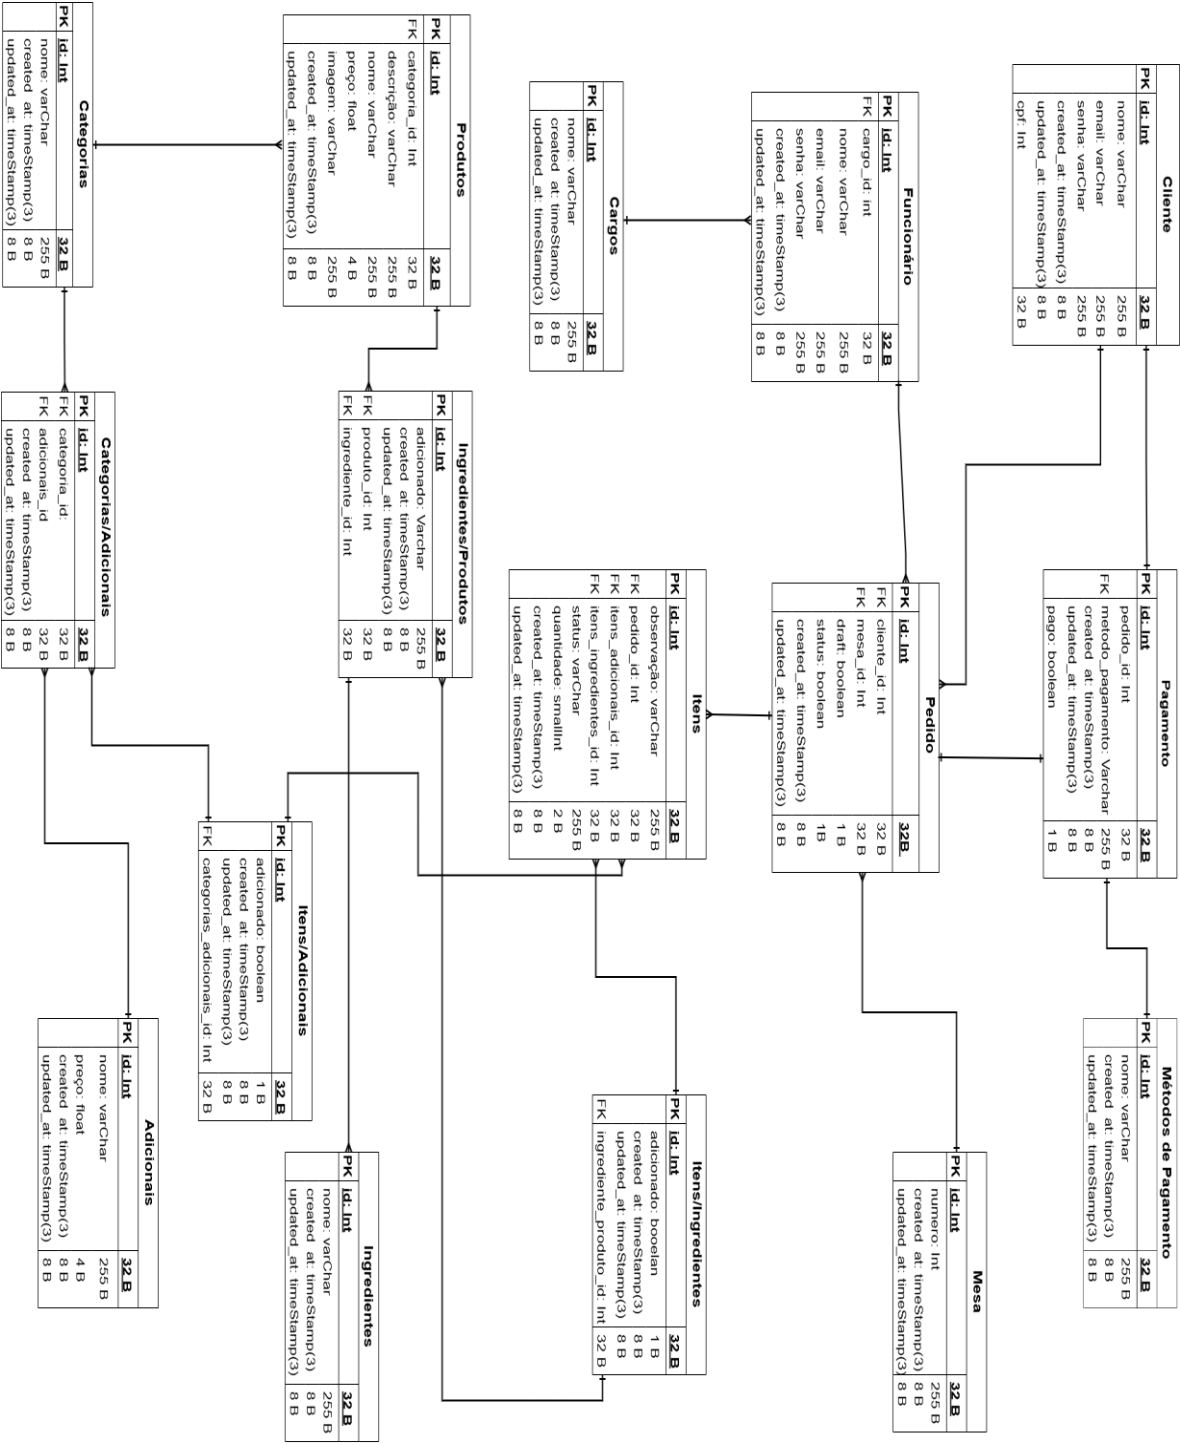 Cliente
PK id: Int 32 B
nome: varChar 255 B
email: varChar 255 B
senha: varChar 255 B
created_at: timeStamp(3) 8 B
updated_at: timeStamp(3) 8 B
cpf: Int 32 B
Pagamento
PK id: Int 32 B
pedido_id: Int 32 B
FK metodo_pagamento: Varchar 255 B
created_at: timeStamp(3) 8 B
updated_at: timeStamp(3) 8 B
pago: boolean 1 B
Métodos de Pagamento
PK id: Int 32 B
nome: varChar 255 B
created_at: timeStamp(3) 8 B
updated_at: timeStamp(3) 8 B
Funcionário
PK id: Int 32 B
FK cargo_id: int 32 B
nome: varChar 255 B
email: varChar 255 B
senha: varChar 255 B
created_at: timeStamp(3) 8 B
updated_at: timeStamp(3) 8 B
Pedido
PK id: Int 32B
FK cliente_id: Int 32 B
FK mesa_id: Int 32 B
draft: boolean 1 B
status: boolean 1B
created_at: timeStamp(3) 8 B
updated_at: timeStamp(3) 8 B
Mesa
PK id: Int 32 B
numero: Int 255 B
created_at: timeStamp(3) 8 B
updated_at: timeStamp(3) 8 B
Cargos
PK id: Int 32 B
nome: varChar 255 B
created_at: timeStamp(3) 8 B
updated_at: timeStamp(3) 8 B
Itens
PK id: Int 32 B
observação: varChar 255 B
FK pedido_id: Int 32 B
FK itens_adicionais_id: Int 32 B
FK itens_ingredientes_id: Int 32 B
status: varChar 255 B
quantidade: smallInt 2 B
created_at: timeStamp(3) 8 B
updated_at: timeStamp(3) 8 B
Itens/Ingredientes
PK id: Int 32 B
adicionado: booelan 1 B
created_at: timeStamp(3) 8 B
updated_at: timeStamp(3) 8 B
FK ingrediente_produto_id: Int 32 B
Produtos
PK id: Int 32 B
FK categoria_id: Int 32 B
descrição: varChar 255 B
nome: varChar 255 B
preço: float 4 B
imagem: varChar 255 B
created_at: timeStamp(3) 8 B
updated_at: timeStamp(3) 8 B
Ingredientes/Produtos
PK id: Int 32 B
adicionado: Varchar 255 B
created_at: timeStamp(3) 8 B
updated_at: timeStamp(3) 8 B
FK produto_id: Int 32 B
FK ingrediente_id: Int 32 B
Ingredientes
PK id: Int 32 B
nome: varChar 255 B
created_at: timeStamp(3) 8 B
updated_at: timeStamp(3) 8 B
Itens/Adicionais
PK id: Int 32 B
adicionado: boolean 1 B
created_at: timeStamp(3) 8 B
updated_at: timeStamp(3) 8 B
FK categorias_adicionais_id: Int 32 B
Categorias
PK id: Int 32 B
nome: varChar 255 B
created_at: timeStamp(3) 8 B
updated_at: timeStamp(3) 8 B
Categorias/Adicionais
PK id: Int 32 B
FK categoria_id: 32 B
FK adicionais_id 32 B
created_at: timeStamp(3) 8 B
updated_at: timeStamp(3) 8 B
Adicionais
PK id: Int 32 B
nome: varChar 255 B
preço: float 4 B
created_at: timeStamp(3) 8 B
updated_at: timeStamp(3) 8 B